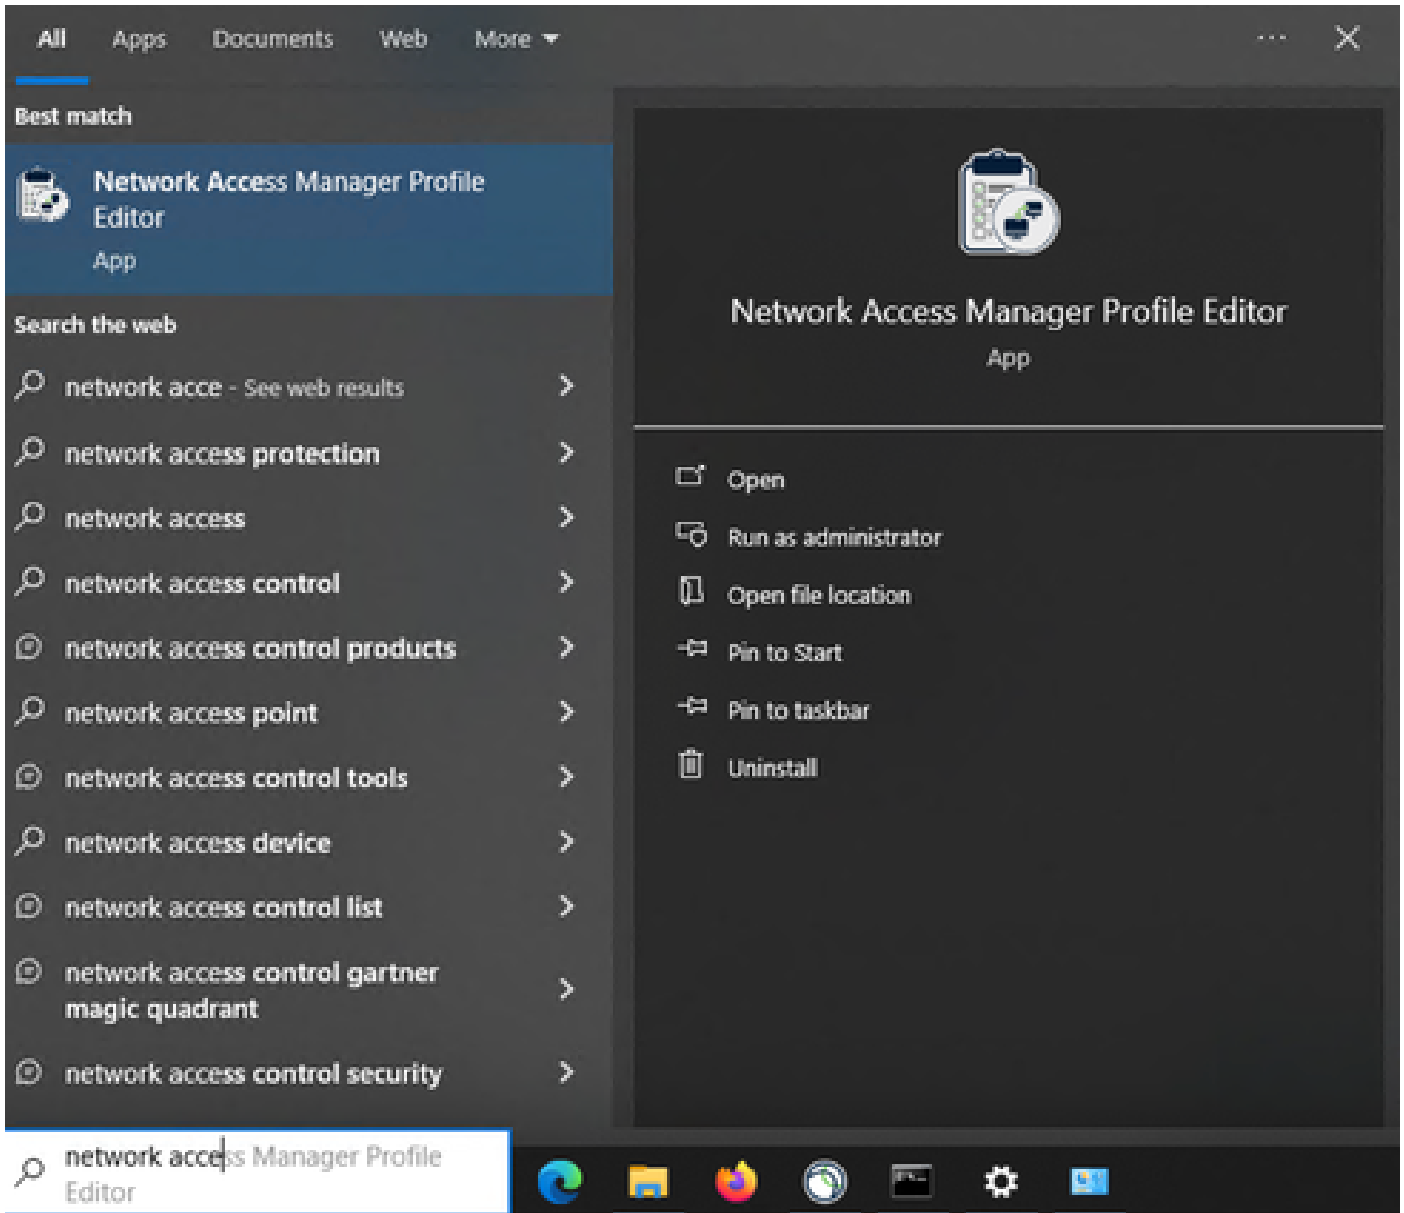 All Apps Documents Web More
Best match
Network Access Manager Profile
Editor
App
Search the web
network acce - See web results
network access protection
network access
network access control
network access control products
network access point
network access control tools
network access device
network access control list
network access control gartner
magic quadrant
network access control security
network access Manager Profile
Editor
Network Access Manager Profile Editor
App
Open
Run as administrator
Open file location
Pin to Start
Pin to taskbar
Uninstall